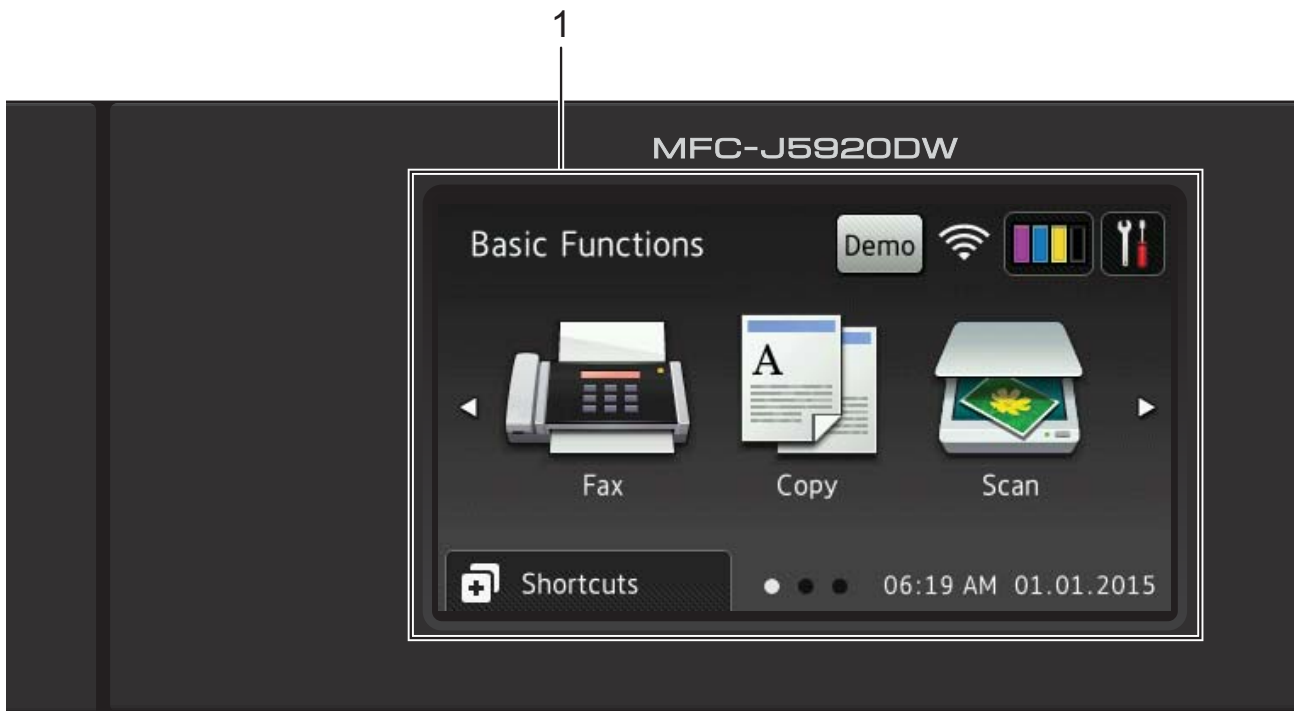 1
MFC-J5920DW
Basic Functions
Demo
A
Fax
Copy
Scan
Shortcuts
06:19 AM 01.01.2015